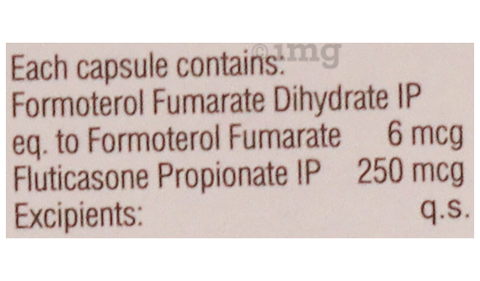 Each capsule contains:
Formoterol Fumarate Dihydrate IP
eq. to Formoterol Fumarate 6 mcg
Fluticasone Propionate IP 250 mcg
Excipients: q.s.